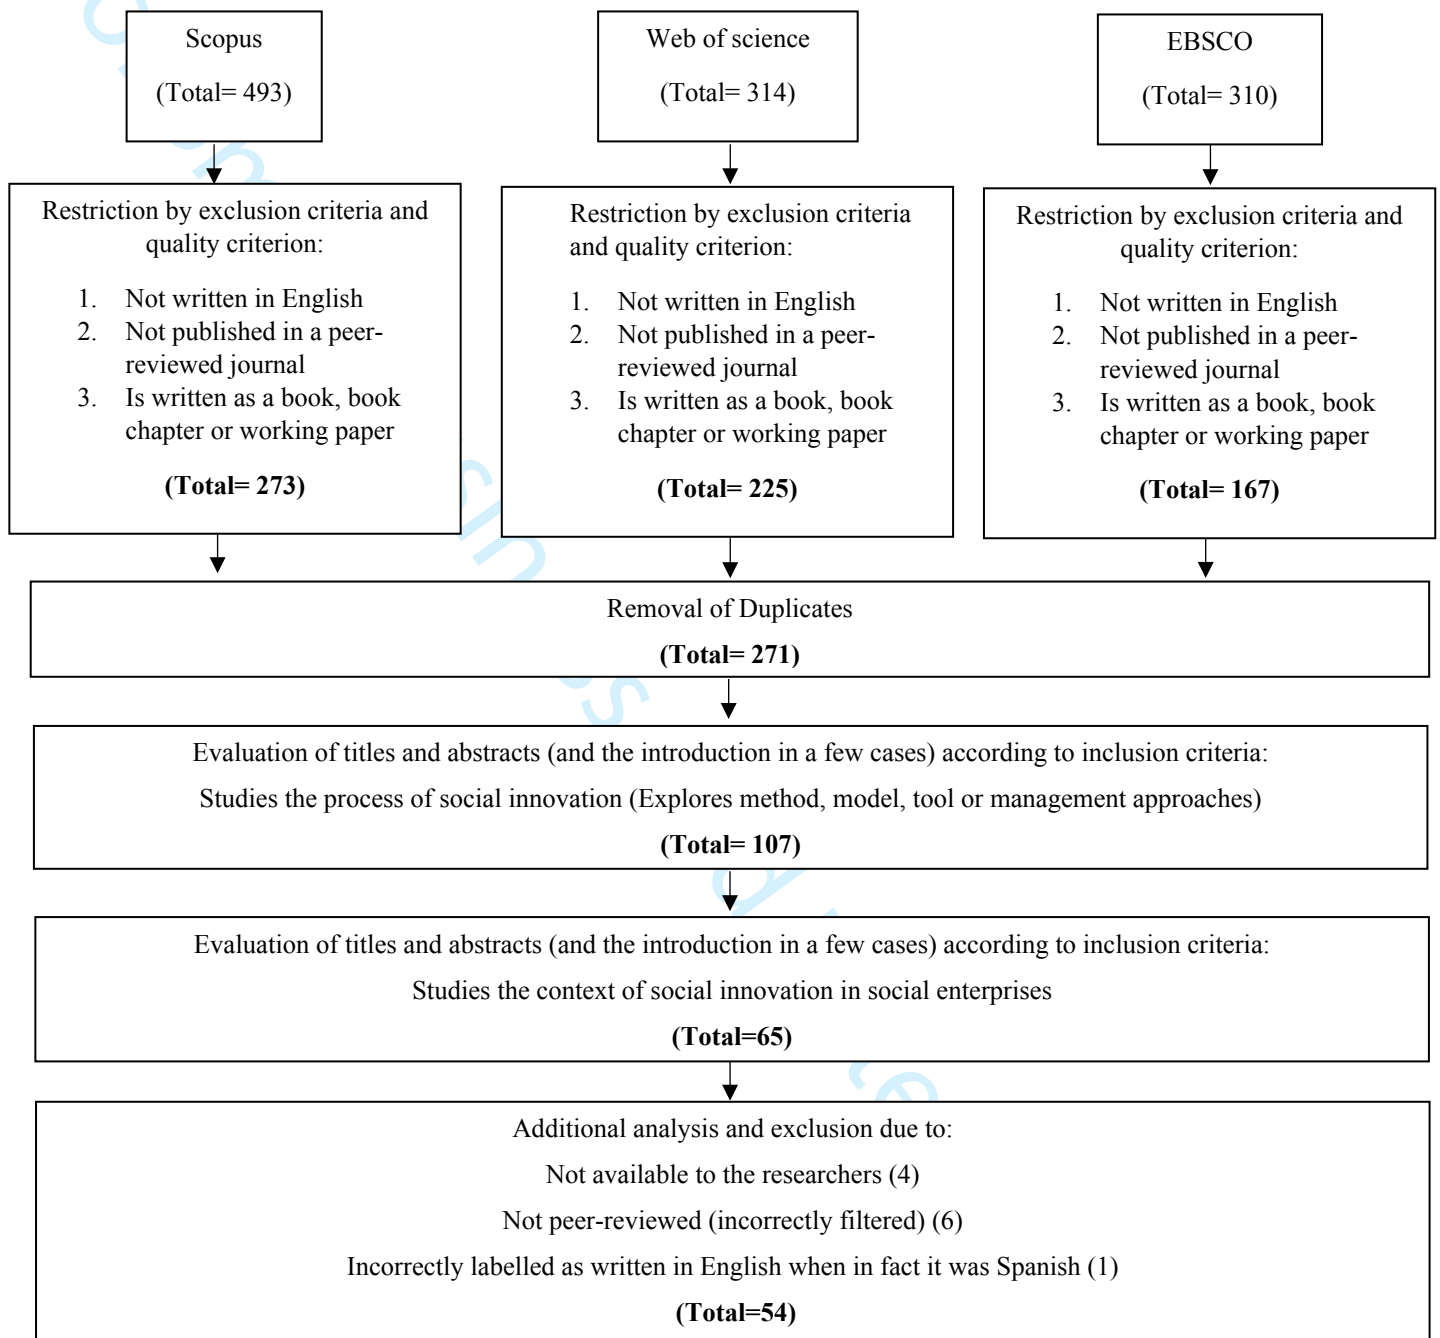 Scopus
(Total= 493)
Web of science
(Total= 314)
EBSCO
(Total= 310)
Restriction by exclusion criteria and
quality criterion:
1. Not written in English
2. Not published in a peer-
reviewed journal
3. Is written as a book, book
chapter or working paper
(Total= 273)
Restriction by exclusion criteria
and quality criterion:
1. Not written in English
2. Not published in a peer-
reviewed journal
3. Is written as a book, book
chapter or working paper
(Total= 225)
Restriction by exclusion criteria and
quality criterion:
1. Not written in English
2. Not published in a peer-
reviewed journal
3. Is written as a book, book
chapter or working paper
(Total= 167)
Removal of Duplicates
(Total= 271)
Evaluation of titles and abstracts (and the introduction in a few cases) according to inclusion criteria:
Studies the process of social innovation (Explores method, model, tool or management approaches)
(Total= 107)
Evaluation of titles and abstracts (and the introduction in a few cases) according to inclusion criteria:
Studies the context of social innovation in social enterprises
(Total=65)
Additional analysis and exclusion due to:
Not available to the researchers (4)
Not peer-reviewed (incorrectly filtered) (6)
Incorrectly labelled as written in English when in fact it was Spanish (1)
(Total=54)